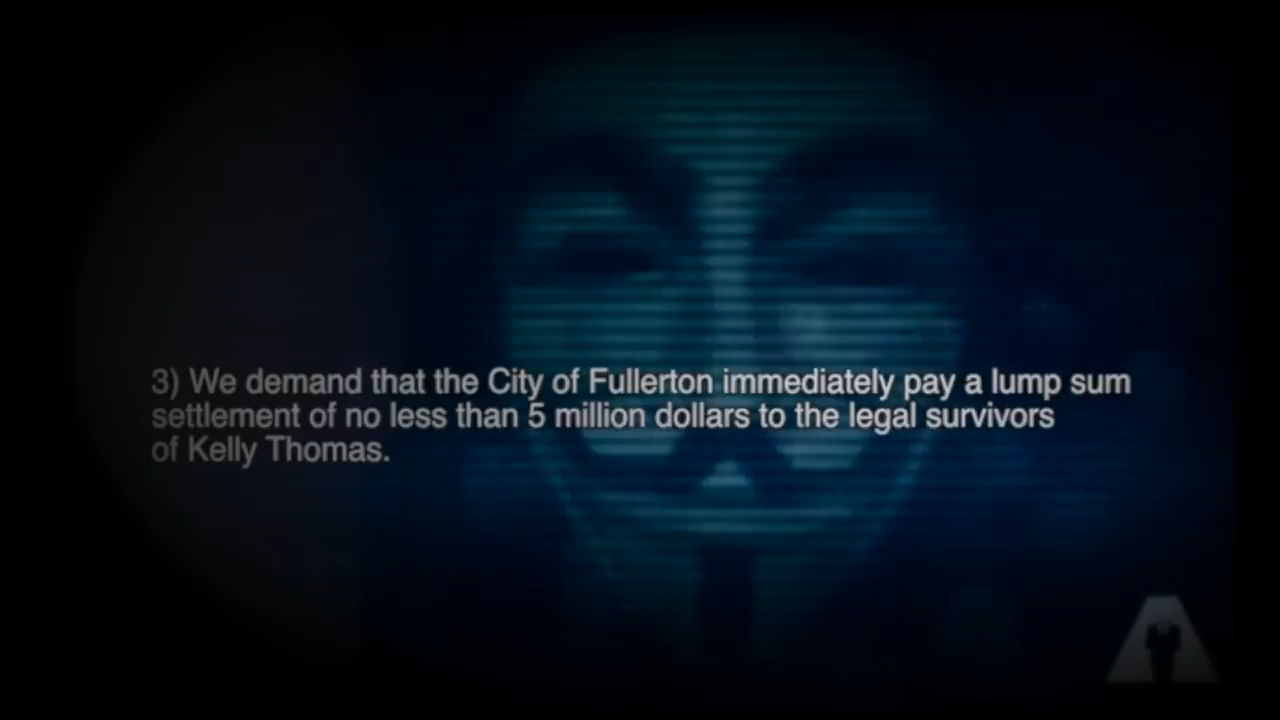 3) We demand that the City of Fullerton immediately pay a lump sum
settlement of no less than 5 million dollars to the legal survivors
of Kelly Thomas.